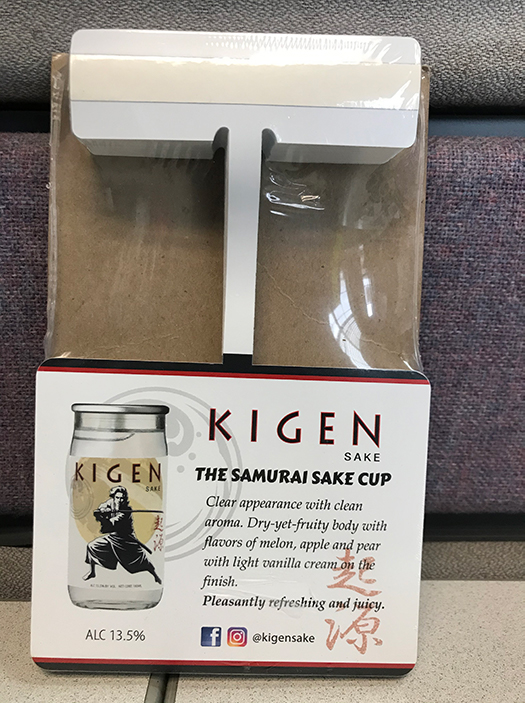 KIGEN
SAKE
THE SAMURAI SAKE CUP
Clear appearance with clean
aroma. Dry-yet-fruity body with
flavors of melon, apple and pear
with light vanilla cream on the
finish.
Pleasantly refreshing and juicy.
起
源
@kigensake
KIGEN
SAKE
起
源
ALC 13.5%